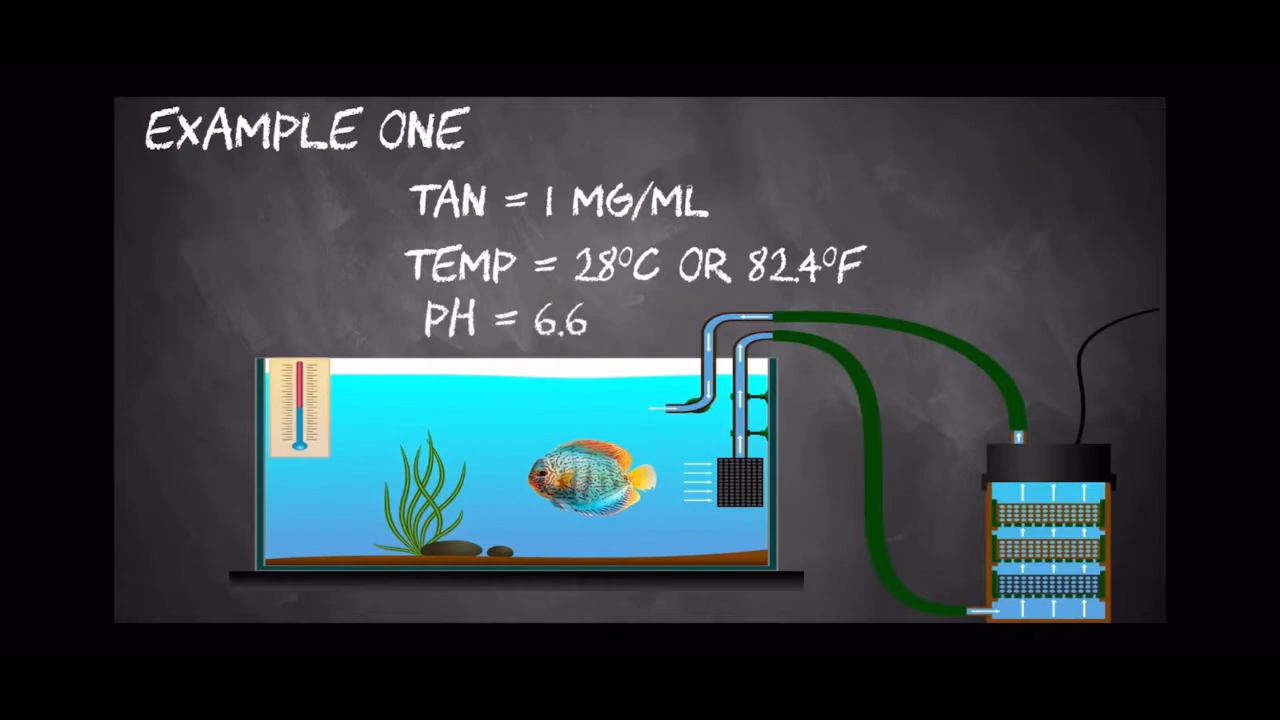 EXAMPLE ONE
TAN = 1 MG/ML
TEMP = 28°C OR 82.4°F
PH = 6.6